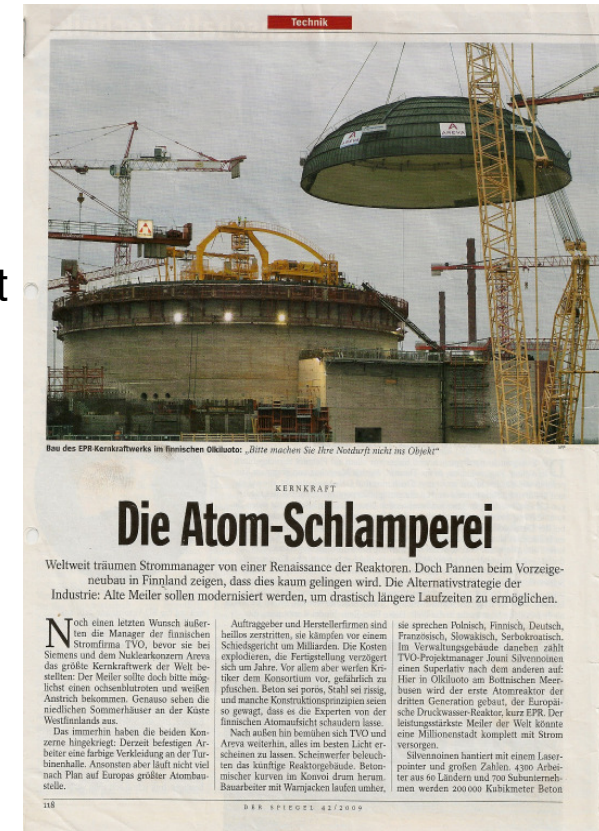 t
Technik
AREVA
Bau des EPR-Kernkraftwerks im finnischen Olkiluoto: „Bitte machen Sie Ihre Notdurft nicht ins Objekt“
KERNKRAFT
Die Atom-Schlamperei
Weltweit träumen Strommanager von einer Renaissance der Reaktoren. Doch Pannen beim Vorzeige-
neubau in Finnland zeigen, dass dies kaum gelingen wird. Die Alternativstrategie der
Industrie: Alte Meiler sollen modernisiert werden, um drastisch längere Laufzeiten zu ermöglichen.
Noch einen letzten Wunsch äußer-
ten die Manager der finnischen
Stromfirma TVO, bevor sie bei
Siemens und dem Nuklearkonzern Areva
das größte Kernkraftwerk der Welt be-
stellten: Der Meiler sollte doch bitte mög-
lichst einen ochsenblutroten und weißen
Anstrich bekommen. Genauso sehen die
niedlichen Sommerhäuser an der Küste
Westfinnlands aus.
Das immerhin haben die beiden Kon-
zerne hingekriegt: Derzeit befestigen Ar-
beiter eine farbige Verkleidung an der Tur-
binenhalle. Ansonsten aber läuft nicht viel
nach Plan auf Europas größter Atombau-
stelle.
Auftraggeber und Herstellerfirmen sind
heillos zerstritten, sie kämpfen vor einem
Schiedsgericht um Milliarden. Die Kosten
explodieren, die Fertigstellung verzögert
sich um Jahre. Vor allem aber werfen Kri-
tiker dem Konsortium vor, gefährlich zu
pfuschen. Beton sei porös, Stahl sei rissig,
und manche Konstruktionsprinzipien seien
so gewagt, dass es die Experten von der
finnischen Atomaufsicht schaudern lasse.
Nach außen hin bemühen sich TVO und
Areva weiterhin, alles im besten Licht er-
scheinen zu lassen. Scheinwerfer beleuch-
ten das künftige Reaktorgebäude. Beton-
mischer kurven im Konvoi drum herum.
Bauarbeiter mit Warnjacken laufen umher,
sie sprechen Polnisch, Finnisch, Deutsch,
Französisch, Slowakisch, Serbokroatisch.
Im Verwaltungsgebäude daneben zählt
TVO-Projektmanager Jouni Silvennoinen
einen Superlativ nach dem anderen auf:
Hier in Olkiluoto am Bottnischen Meer-
busen wird der erste Atomreaktor der
dritten Generation gebaut, der Europäi-
sche Druckwasser-Reaktor, kurz EPR. Der
leistungsstärkste Meiler der Welt könnte
eine Millionenstadt komplett mit Strom
versorgen.
Silvennoinen hantiert mit einem Laser-
pointer und großen Zahlen. 4300 Arbei-
ter aus 60 Ländern und 700 Subunterneh-
men werden 200 000 Kubikmeter Beton
118
DER SPIEGEL 42/2009